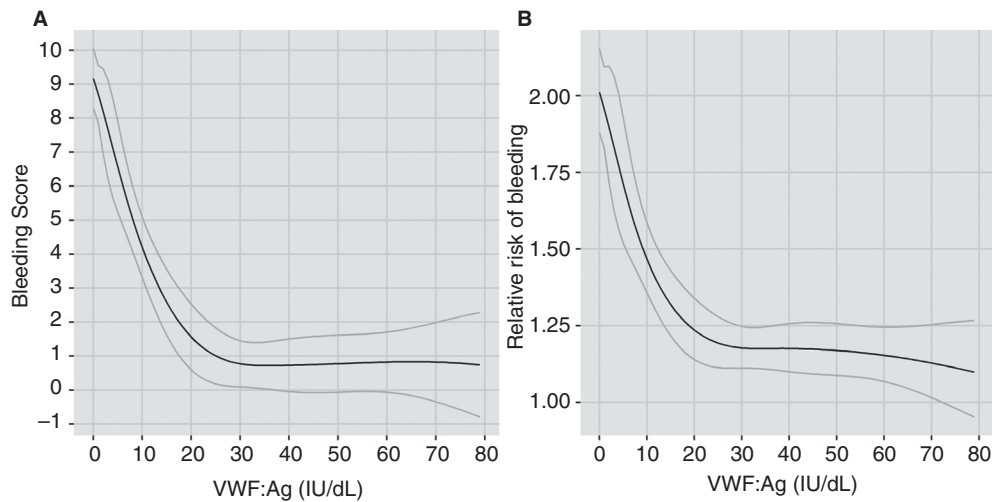 A
10
9
8
7
6
5
4
3
2
1
0
–1
Bleeding Score
0 10 20 30 40 50 60 70 80
VWF:Ag (IU/dL)
B
2.00
1.75
1.50
1.25
1.00
Relative risk of bleeding
0 10 20 30 40 50 60 70 80
VWF:Ag (IU/dL)